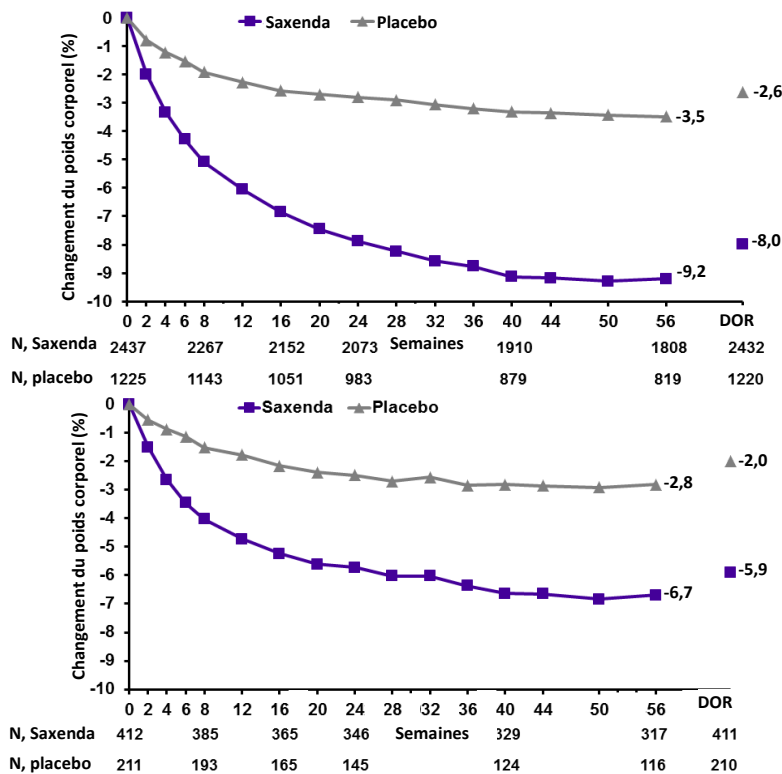 Changement du poids corporel (%)
Saxenda Placebo
0
-1
-2
-3
-4
-5
-6
-7
-8
-9
-10
-2,6
-3,5
-8,0
-9,2
0 2 4 6 8 12 16 20 24 28 32 36 40 44 50 56 DOR
Semaines
N, Saxenda 2437 2267 2152 2073 1910 1808 2432
N, placebo 1225 1143 1051 983 879 819 1220
Changement du poids corporel (%)
Saxenda Placebo
0
-1
-2
-3
-4
-5
-6
-7
-8
-9
-10
-2,0
-2,8
-5,9
-6,7
0 2 4 6 8 12 16 20 24 28 32 36 40 44 50 56 DOR
N, Saxenda 412 385 365 346 Semaines 329 317 411
N, placebo 211 193 165 145 124 116 210